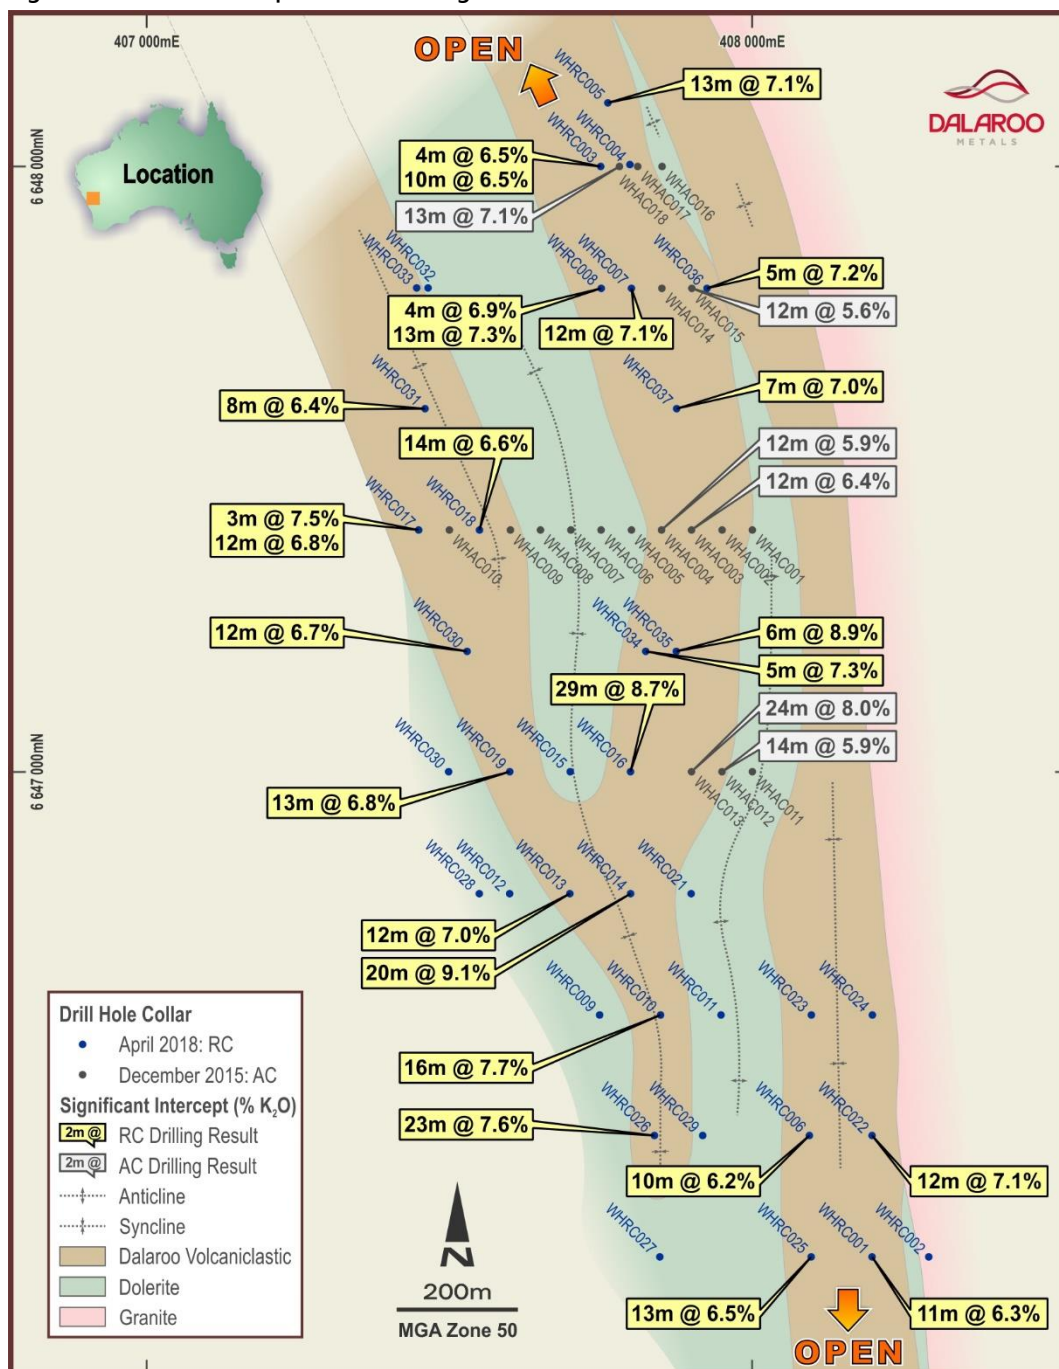 407 000mE
408 000mE
OPEN
DALAROO
METALS
Location
6 648 000mN
6 647 000mN
WHRC005
13m @ 7.1%
WHRC003
WHRC004
4m @ 6.5%
10m @ 6.5%
13m @ 7.1%
WHAC018
WHAC017
WHAC016
WHRC033
WHRC032
WHRC008
WHRC007
WHRC036
5m @ 7.2%
12m @ 5.6%
4m @ 6.9%
13m @ 7.3%
12m @ 7.1%
WHAC014
WHAC015
WHRC031
WHRC037
7m @ 7.0%
8m @ 6.4%
14m @ 6.6%
12m @ 5.9%
12m @ 6.4%
WHRC017
WHRC018
3m @ 7.5%
12m @ 6.8%
WHAC010
WHAC009
WHAC008
WHAC007
WHAC006
WHAC005
WHAC004
WHAC003
WHAC002
WHAC001
12m @ 6.7%
WHRC030
WHRC034
WHRC035
6m @ 8.9%
5m @ 7.3%
29m @ 8.7%
24m @ 8.0%
14m @ 5.9%
WHRC030
WHRC019
WHRC015
WHRC016
13m @ 6.8%
WHAC013
WHAC012
WHAC011
WHRC028
WHRC012
WHRC013
WHRC014
WHRC021
12m @ 7.0%
20m @ 9.1%
WHRC009
WHRC010
WHRC011
WHRC023
WHRC024
16m @ 7.7%
23m @ 7.6%
WHRC026
WHRC029
WHRC006
WHRC022
10m @ 6.2%
12m @ 7.1%
WHRC027
WHRC025
WHRC001
WHRC002
13m @ 6.5%
11m @ 6.3%
OPEN
Drill Hole Collar
April 2018: RC
December 2015: AC
Significant Intercept (% K₂O)
2m @ RC Drilling Result
2m @ AC Drilling Result
Anticline
Syncline
Dalaroo Volcaniclastic
Dolerite
Granite
N
200m
MGA Zone 50